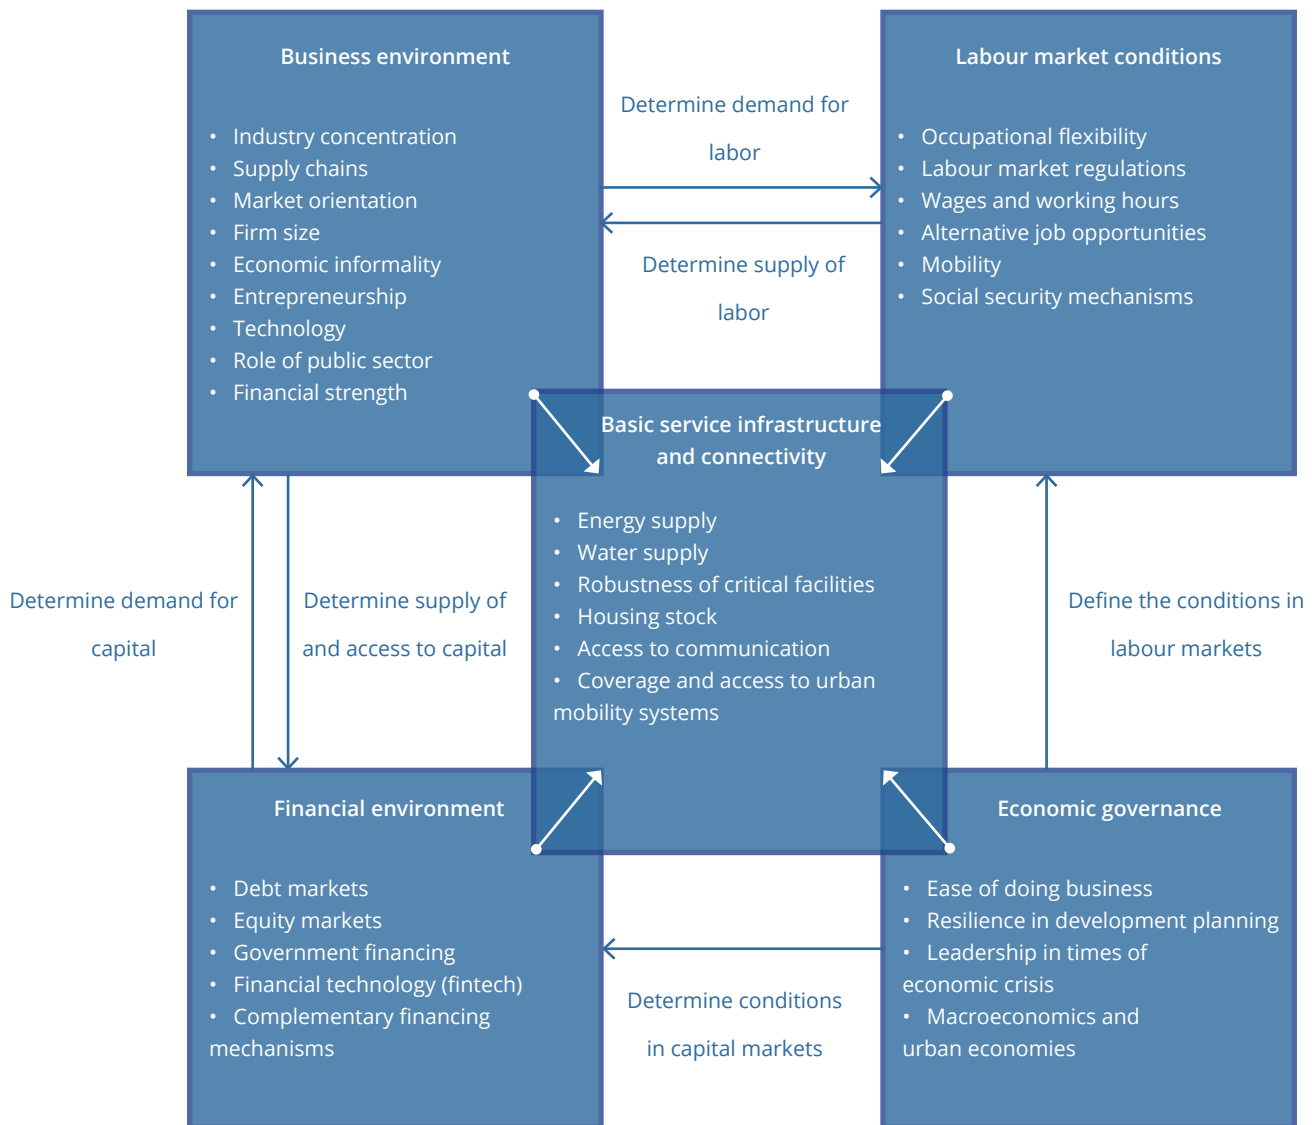 Business environment
• Industry concentration
• Supply chains
• Market orientation
• Firm size
• Economic informality
• Entrepreneurship
• Technology
• Role of public sector
• Financial strength
Determine demand for
labor
Determine supply of
labor
Labour market conditions
• Occupational flexibility
• Labour market regulations
• Wages and working hours
• Alternative job opportunities
• Mobility
• Social security mechanisms
Basic service infrastructure
and connectivity
• Energy supply
• Water supply
• Robustness of critical facilities
• Housing stock
• Access to communication
• Coverage and access to urban
mobility systems
Determine demand for
capital
Determine supply of
and access to capital
Define the conditions in
labour markets
Financial environment
• Debt markets
• Equity markets
• Government financing
• Financial technology (fintech)
• Complementary financing
mechanisms
Determine conditions
in capital markets
Economic governance
• Ease of doing business
• Resilience in development planning
• Leadership in times of
economic crisis
• Macroeconomics and
urban economies